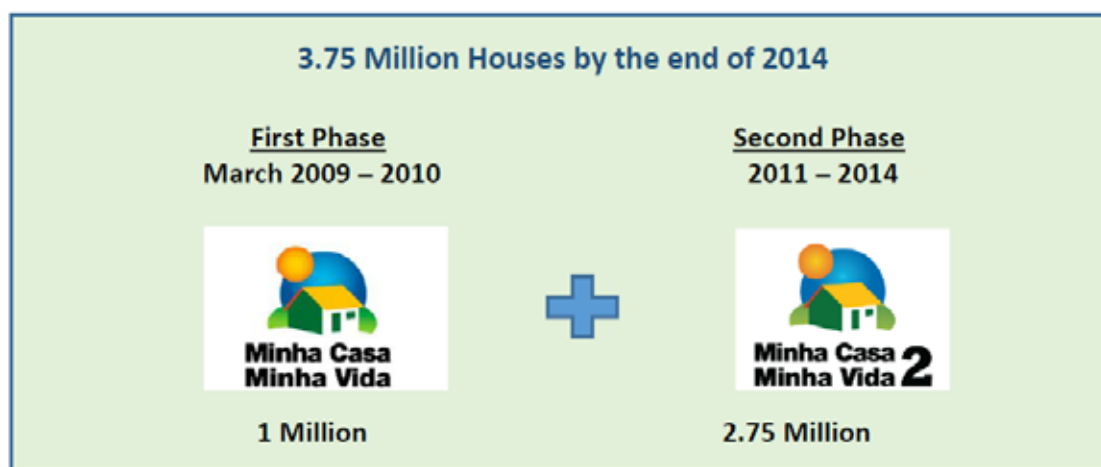 3.75 Million Houses by the end of 2014
First Phase
March 2009 – 2010
Second Phase
2011 – 2014
Minha Casa
Minha Vida
Minha Casa
Minha Vida 2
1 Million
2.75 Million